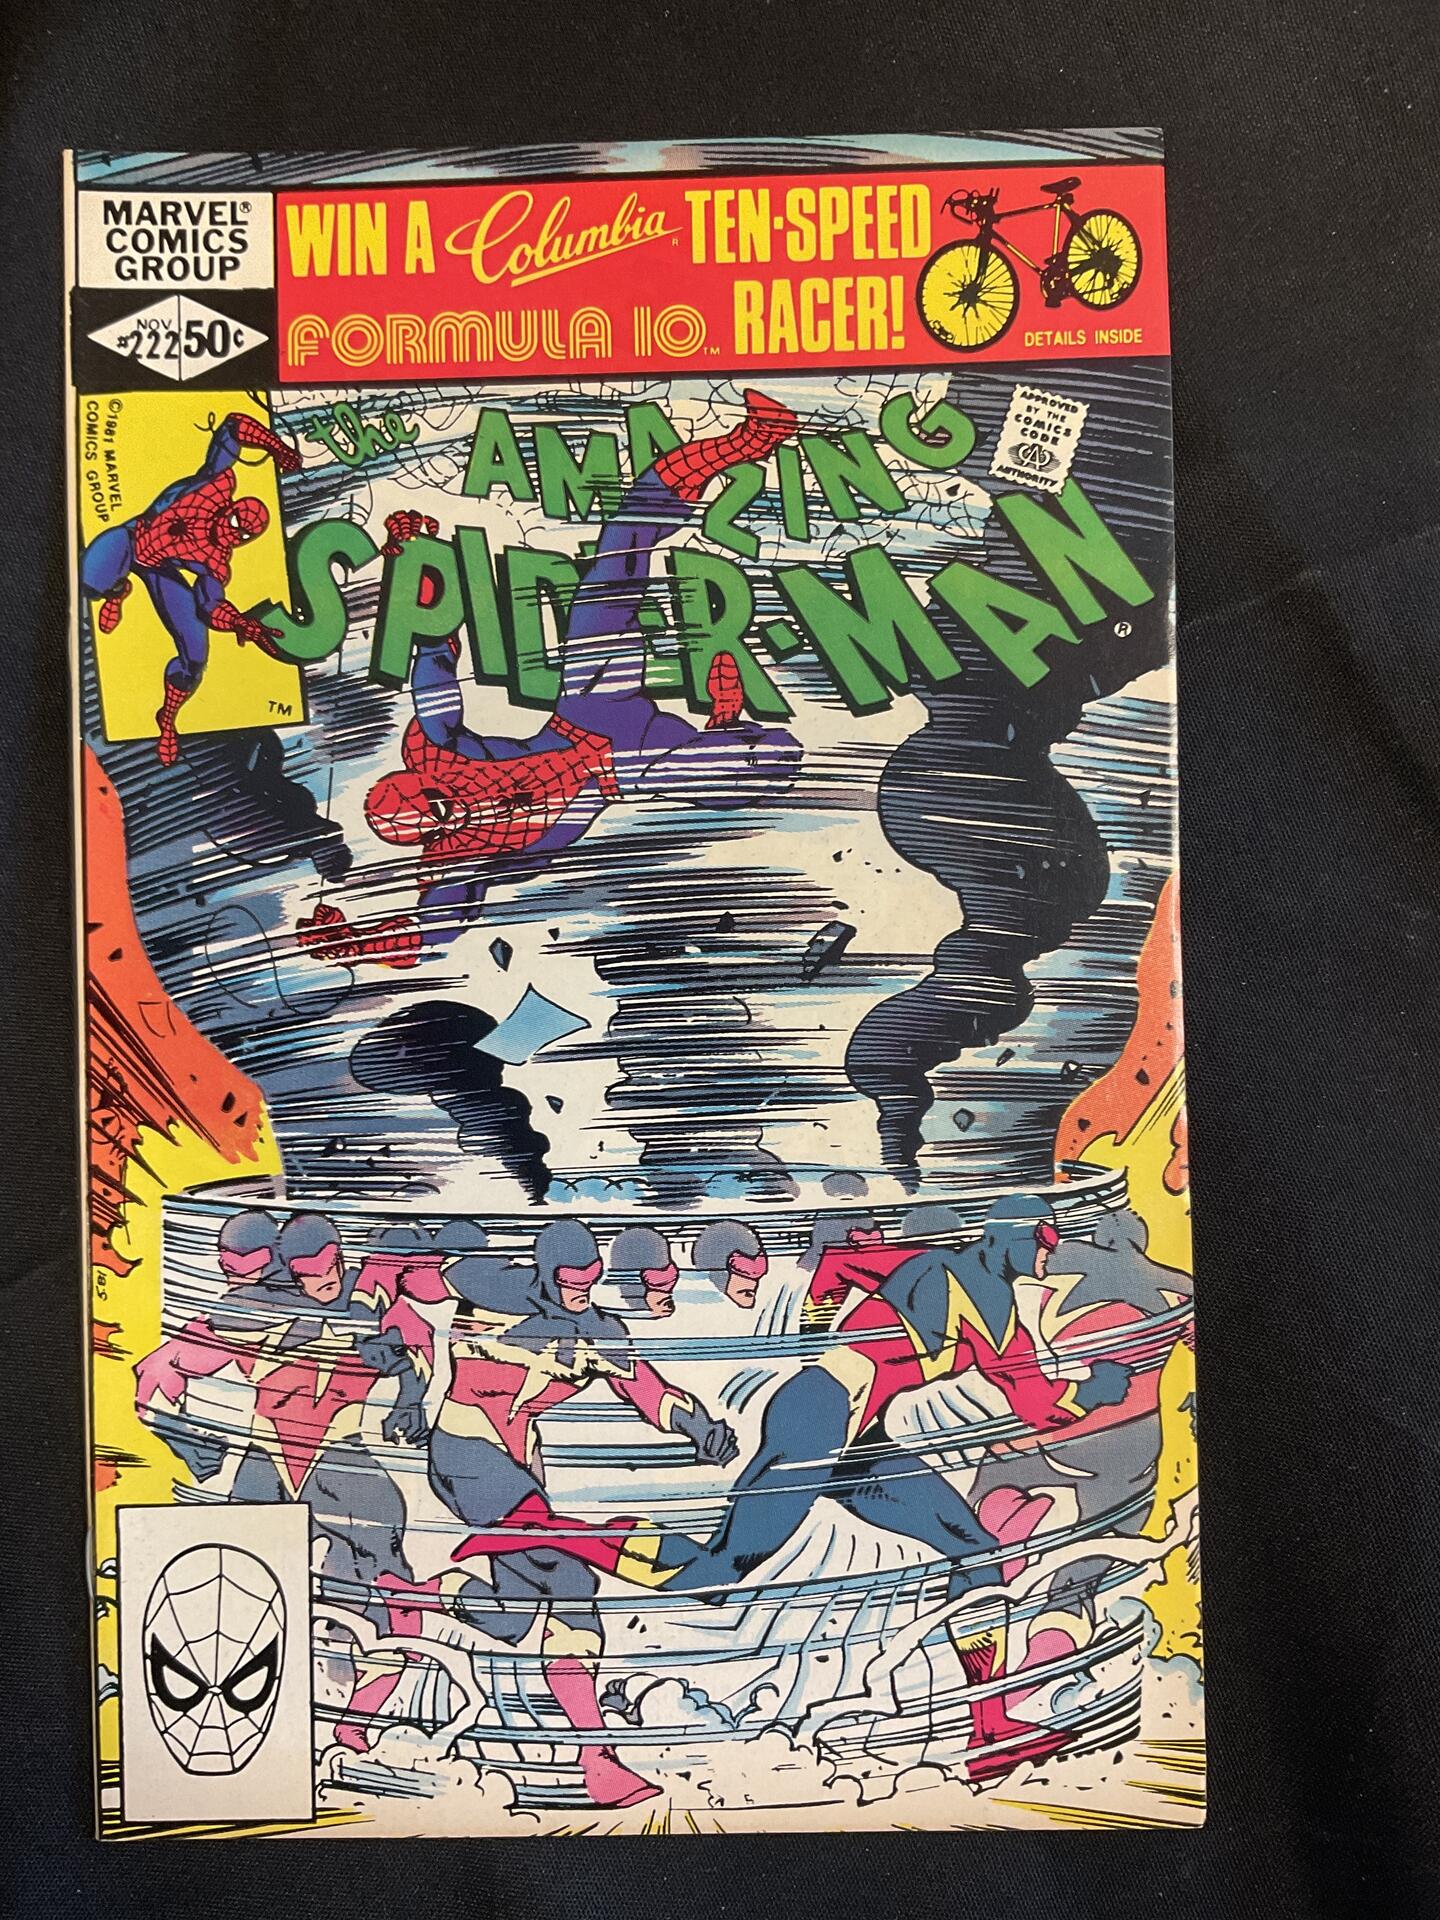 MARVEL®
COMICS
GROUP
WIN A Columbia® TEN-SPEED
FORMULA 10™ RACER!
DETAILS INSIDE
NOV
#222
50¢
©1981 MARVEL
COMICS GROUP
TM
the AMAZING
SPIDER-MAN®
APPROVED
BY THE
COMICS
CODE
CA
AUTHORITY